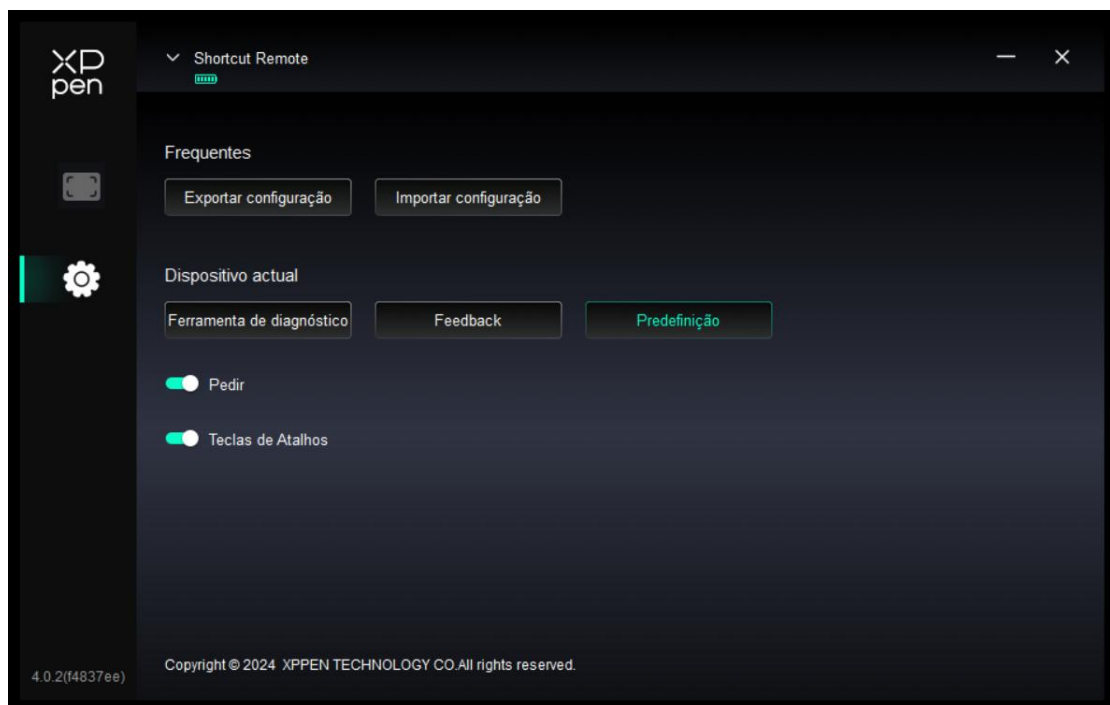 XP
pen
Shortcut Remote
Frequentes
Exportar configuração
Importar configuração
Dispositivo actual
Ferramenta de diagnóstico
Feedback
Predefinição
Pedir
Teclas de Atalhos
Copyright © 2024 XPPEN TECHNOLOGY CO.All rights reserved.
4.0.2(f4837ee)